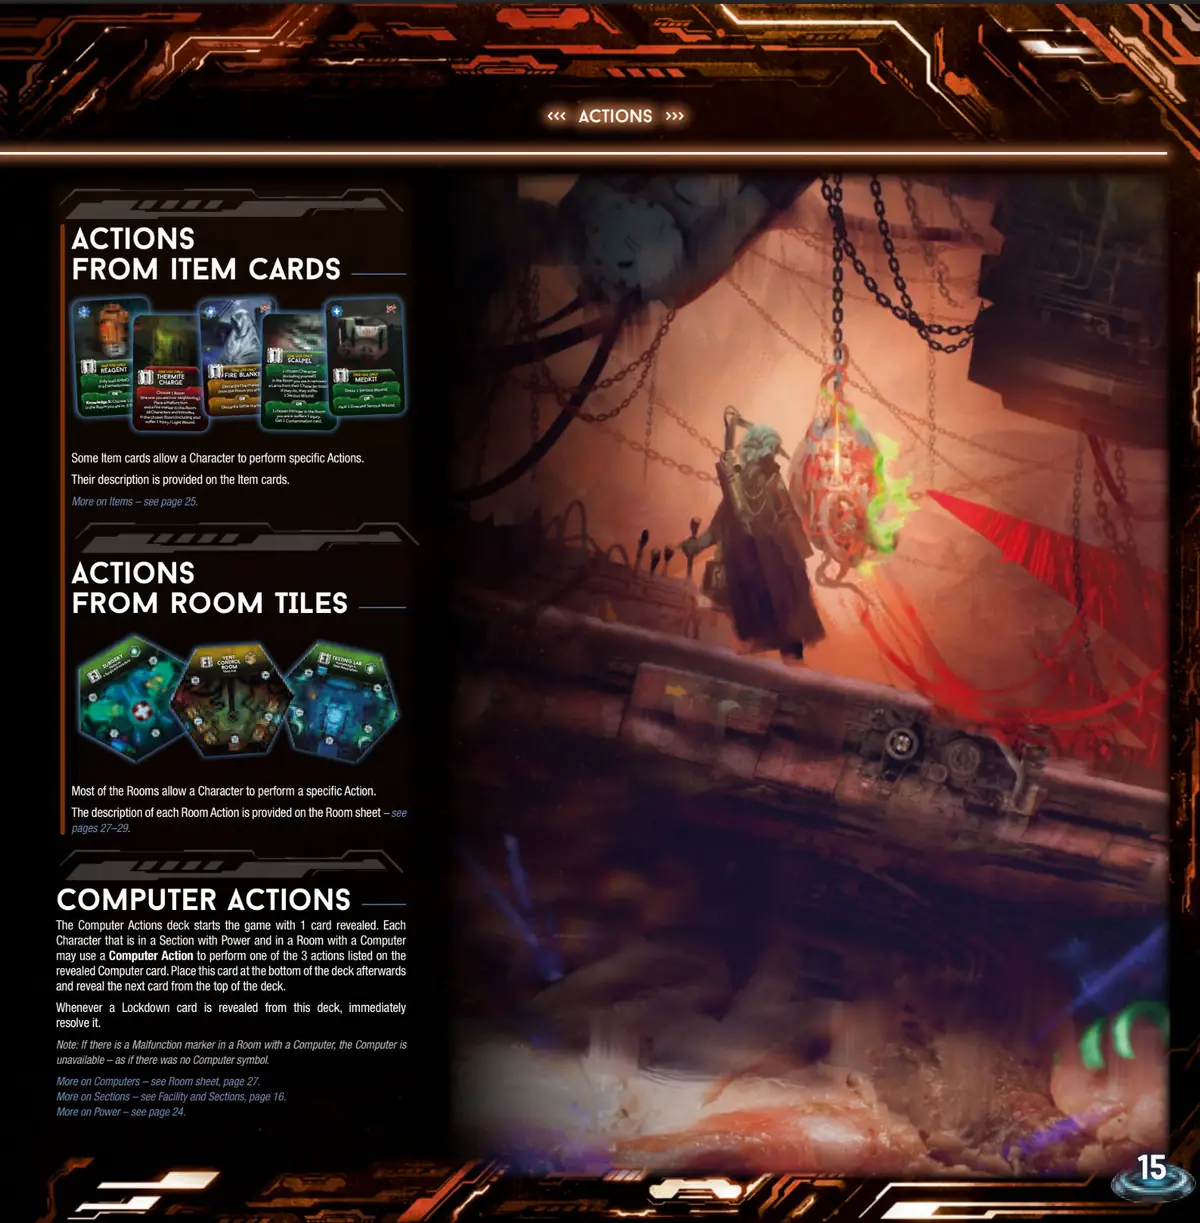 ‹‹‹ ACTIONS ›››
ACTIONS
FROM ITEM CARDS
REAGENT
THERMITE
CHARGE
FIRE BLANK
SCALPEL
MEDKIT
Some Item cards allow a Character to perform specific Actions.
Their description is provided on the Item cards.
More on Items – see page 25.
ACTIONS
FROM ROOM TILES
SURGERY
VENT
CONTROL
ROOM
TESTING LAB
Most of the Rooms allow a Character to perform a specific Action.
The description of each Room Action is provided on the Room sheet – see
pages 27–29.
COMPUTER ACTIONS
The Computer Actions deck starts the game with 1 card revealed. Each
Character that is in a Section with Power and in a Room with a Computer
may use a Computer Action to perform one of the 3 actions listed on the
revealed Computer card. Place this card at the bottom of the deck afterwards
and reveal the next card from the top of the deck.
Whenever a Lockdown card is revealed from this deck, immediately
resolve it.
Note: If there is a Malfunction marker in a Room with a Computer, the Computer is
unavailable – as if there was no Computer symbol.
More on Computers – see Room sheet, page 27.
More on Sections – see Facility and Sections, page 16.
More on Power – see page 24.
15